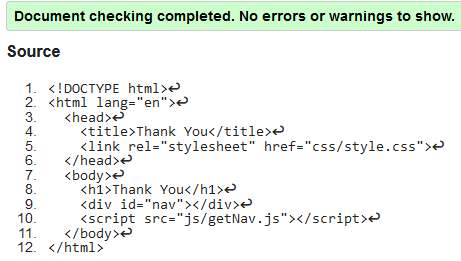 Document checking completed. No errors or warnings to show.
Source
1. <!DOCTYPE html>↩
2. <html lang="en">↩
3.   <head>↩
4.     <title>Thank You</title>↩
5.     <link rel="stylesheet" href="css/style.css">↩
6.   </head>↩
7.   <body>↩
8.     <h1>Thank You</h1>↩
9.     <div id="nav"></div>↩
10.     <script src="js/getNav.js"></script>↩
11.   </body>↩
12. </html>